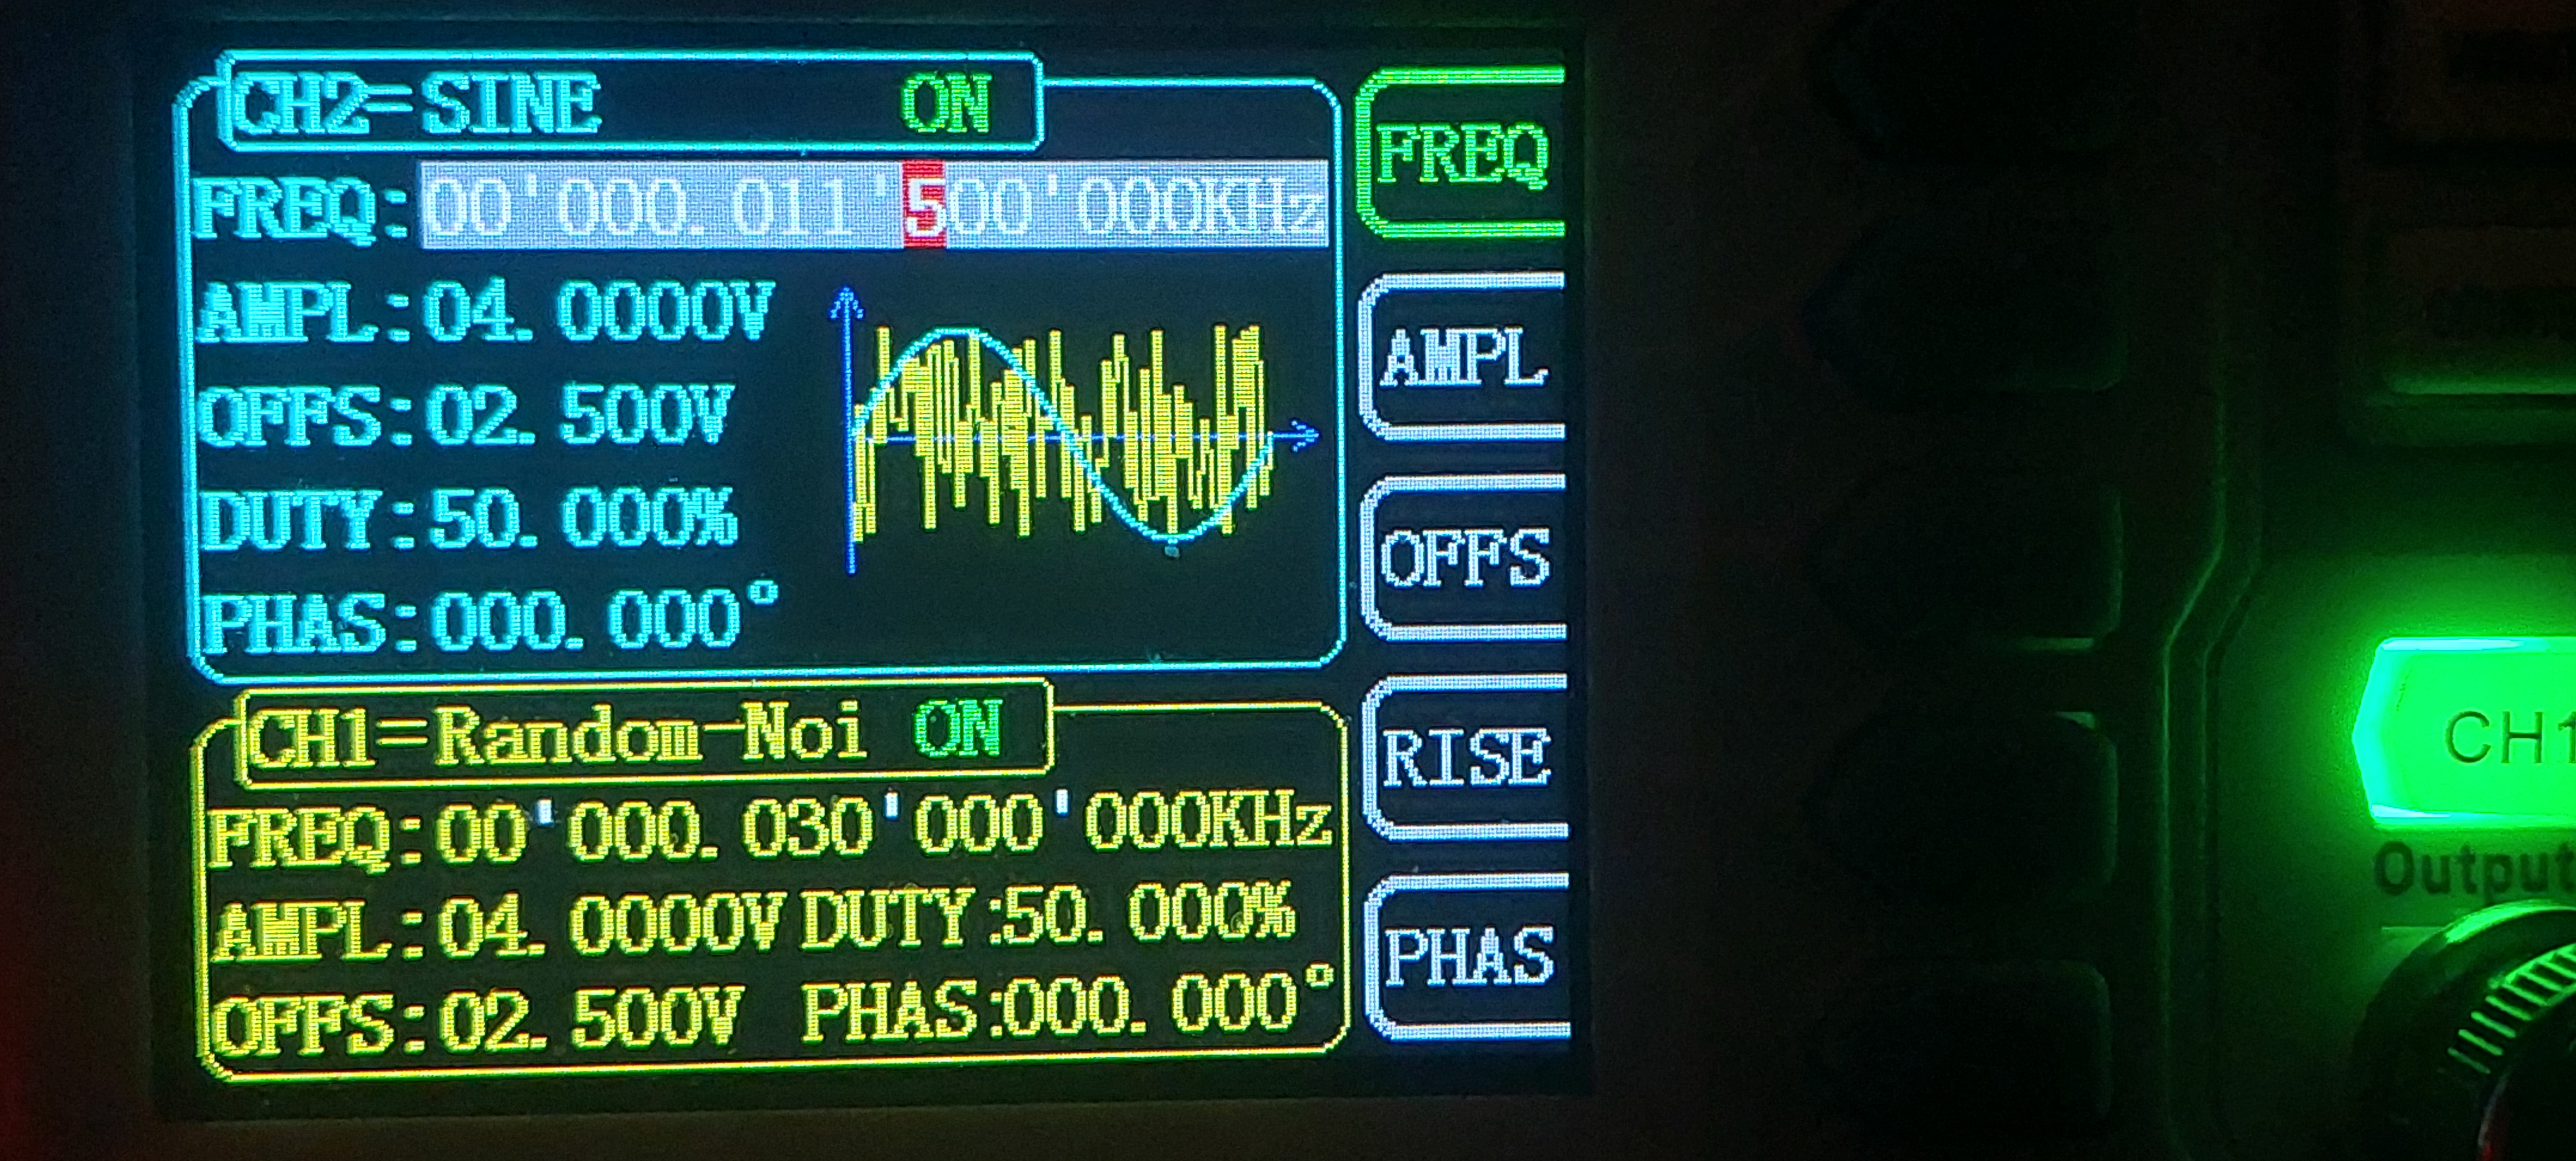 CH2=SINE ON
FREQ:00'000.011'500'000KHz
AMPL:04.0000V
OFFS:02.500V
DUTY:50.000%
PHAS:000.000°
CH1=Random-Noi ON
FREQ:00'000.030'000'000KHz
AMPL:04.0000V DUTY:50.000%
OFFS:02.500V PHAS:000.000°
FREQ
AMPL
OFFS
RISE
PHAS
CH1
Output